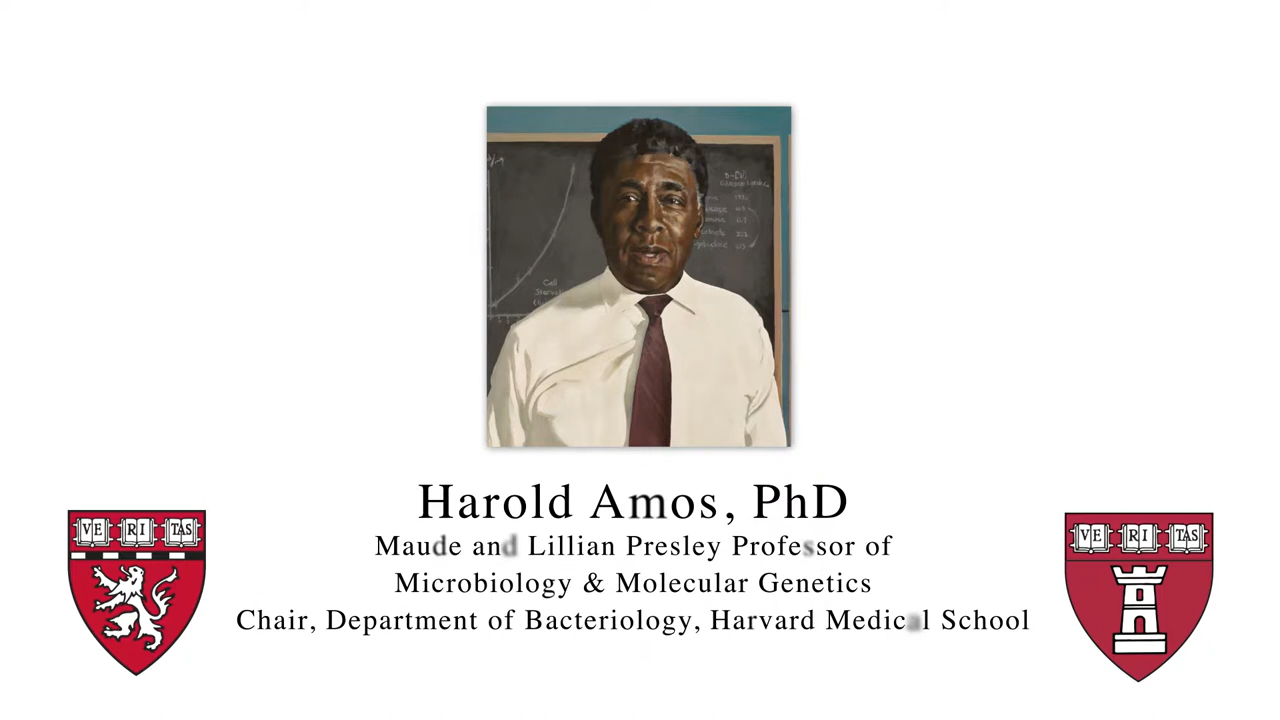 Cell
VE RI TAS
VE RI TAS
Harold Amos, PhD
Maude and Lillian Presley Professor of
Microbiology & Molecular Genetics
Chair, Department of Bacteriology, Harvard Medical School